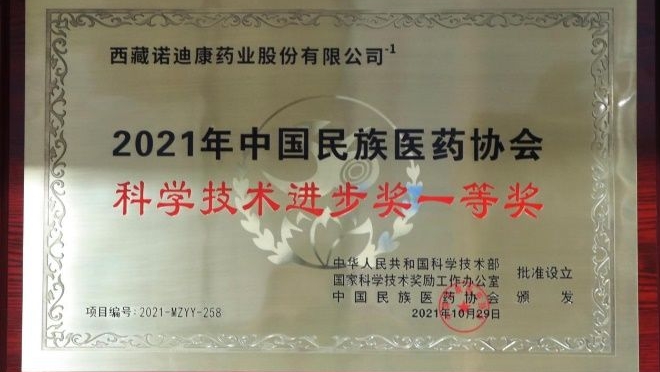 西藏诺迪康药业股份有限公司-1
2021年中国民族医药协会
科学技术进步奖一等奖
中华人民共和国科学技术部
国家科学技术奖励工作办公室 批准设立
中国民族医药协会 颁发
项目编号:2021-MZYY-258
2021年10月29日